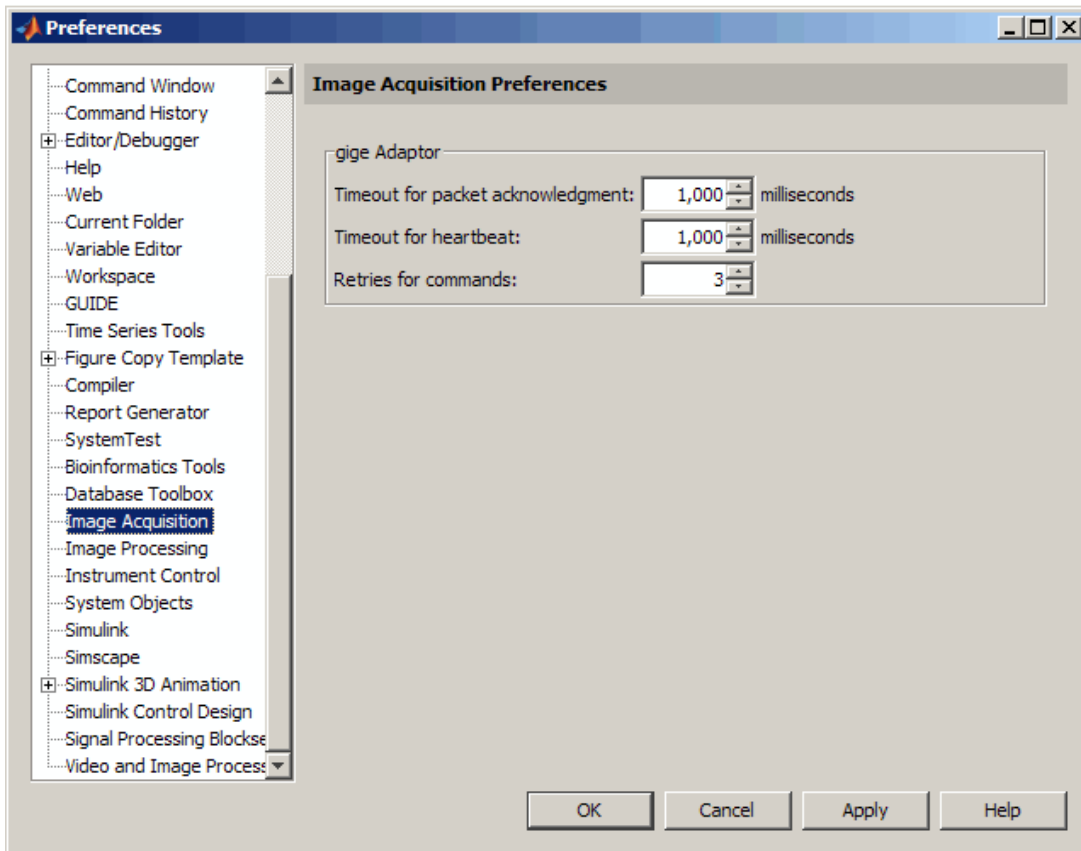 Preferences
Command Window
Command History
Editor/Debugger
Help
Web
Current Folder
Variable Editor
Workspace
GUIDE
Time Series Tools
Figure Copy Template
Compiler
Report Generator
SystemTest
Bioinformatics Tools
Database Toolbox
Image Acquisition
Image Processing
Instrument Control
System Objects
Simulink
Simscape
Simulink 3D Animation
Simulink Control Design
Signal Processing Blockse
Video and Image Process
Image Acquisition Preferences
gige Adaptor
Timeout for packet acknowledgment: 1,000 milliseconds
Timeout for heartbeat: 1,000 milliseconds
Retries for commands: 3
OK Cancel Apply Help